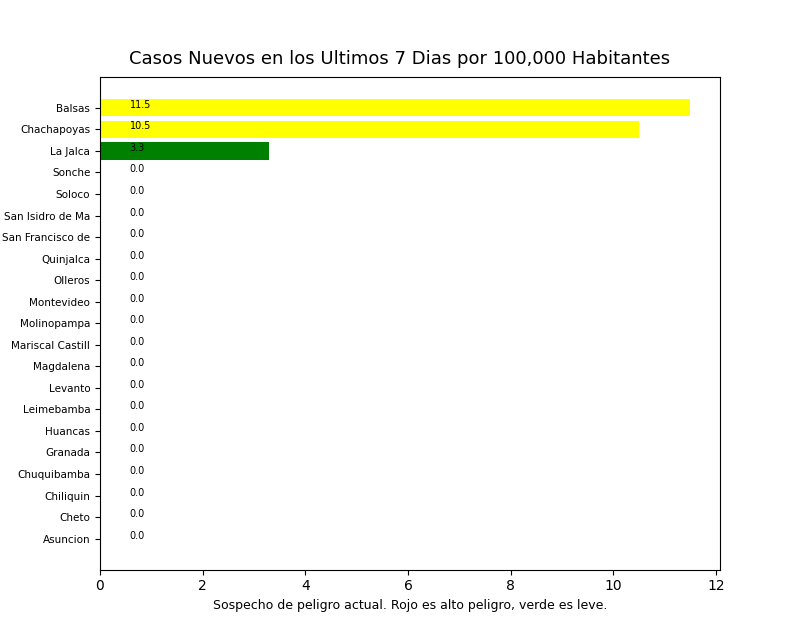 Casos Nuevos en los Ultimos 7 Dias por 100,000 Habitantes
Balsas 11.5
Chachapoyas 10.5
La Jalca 3.3
Sonche 0.0
Soloco 0.0
San Isidro de Ma 0.0
San Francisco de 0.0
Quinjalca 0.0
Olleros 0.0
Montevideo 0.0
Molinopampa 0.0
Mariscal Castill 0.0
Magdalena 0.0
Levanto 0.0
Leimebamba 0.0
Huancas 0.0
Granada 0.0
Chuquibamba 0.0
Chiliquin 0.0
Cheto 0.0
Asuncion 0.0
0 2 4 6 8 10 12
Sospecho de peligro actual. Rojo es alto peligro, verde es leve.